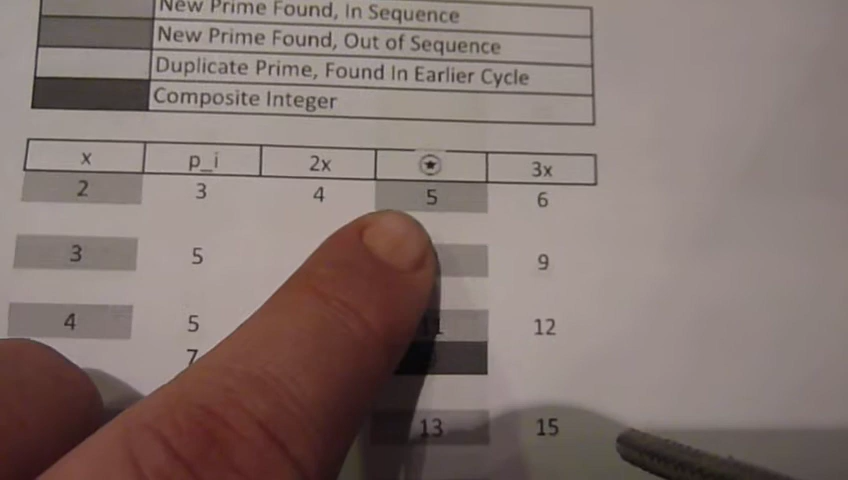 New Prime Found, In Sequence
New Prime Found, Out of Sequence
Duplicate Prime, Found In Earlier Cycle
Composite Integer
x p_i 2x 3x
2 3 4 5 6
3 5 9
4 5 12
7
13 15